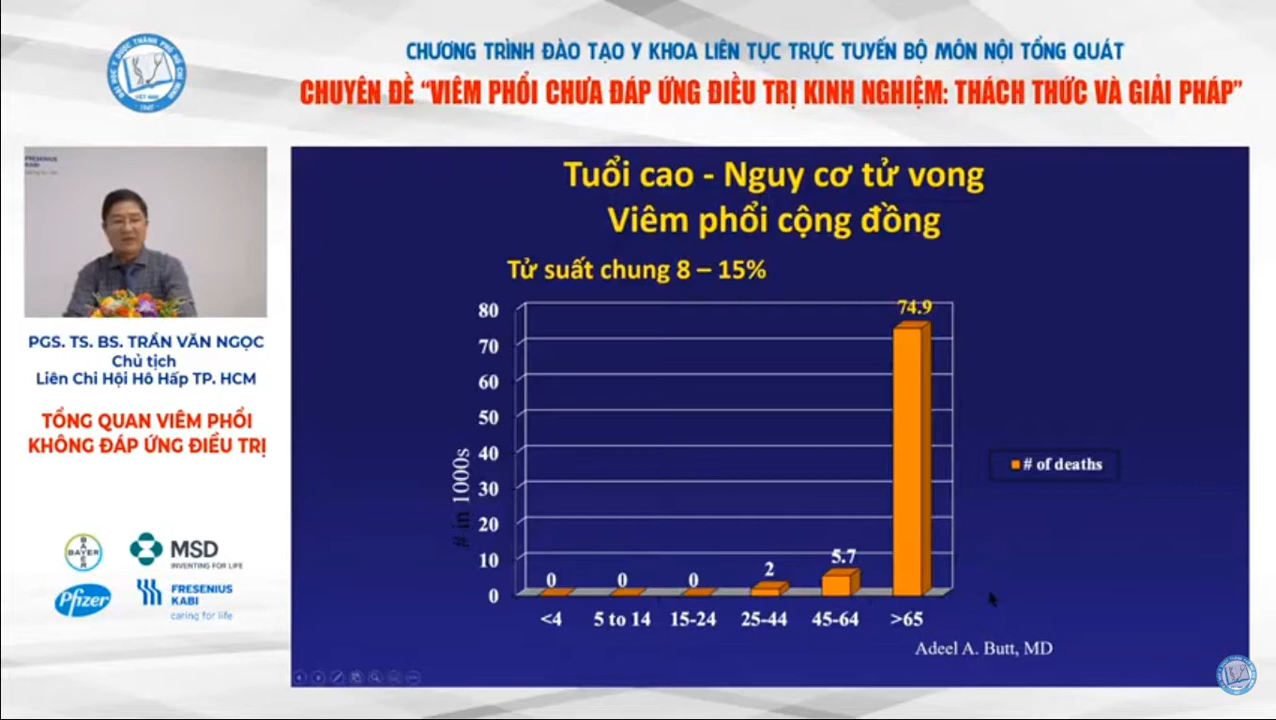 CHƯƠNG TRÌNH ĐÀO TẠO Y KHOA LIÊN TỤC TRỰC TUYẾN BỘ MÔN NỘI TỔNG QUÁT
CHUYÊN ĐỀ “VIÊM PHỔI CHƯA ĐÁP ỨNG ĐIỀU TRỊ KINH NGHIỆM: THÁCH THỨC VÀ GIẢI PHÁP”
FRESENIUS
KABI
PGS. TS. BS. TRẦN VĂN NGỌC
Chủ tịch
Liên Chi Hội Hô Hấp TP. HCM
TỔNG QUAN VIÊM PHỔI
KHÔNG ĐÁP ỨNG ĐIỀU TRỊ
BAYER
MSD
INVENTING FOR LIFE
Pfizer
FRESENIUS
KABI
caring for life
Tuổi cao - Nguy cơ tử vong
Viêm phổi cộng đồng
Tử suất chung 8 – 15%
# in 1000s
80
70
60
50
40
30
20
10
0
0 0 0 2 5.7 74.9
<4 5 to 14 15-24 25-44 45-64 >65
# of deaths
Adeel A. Butt, MD